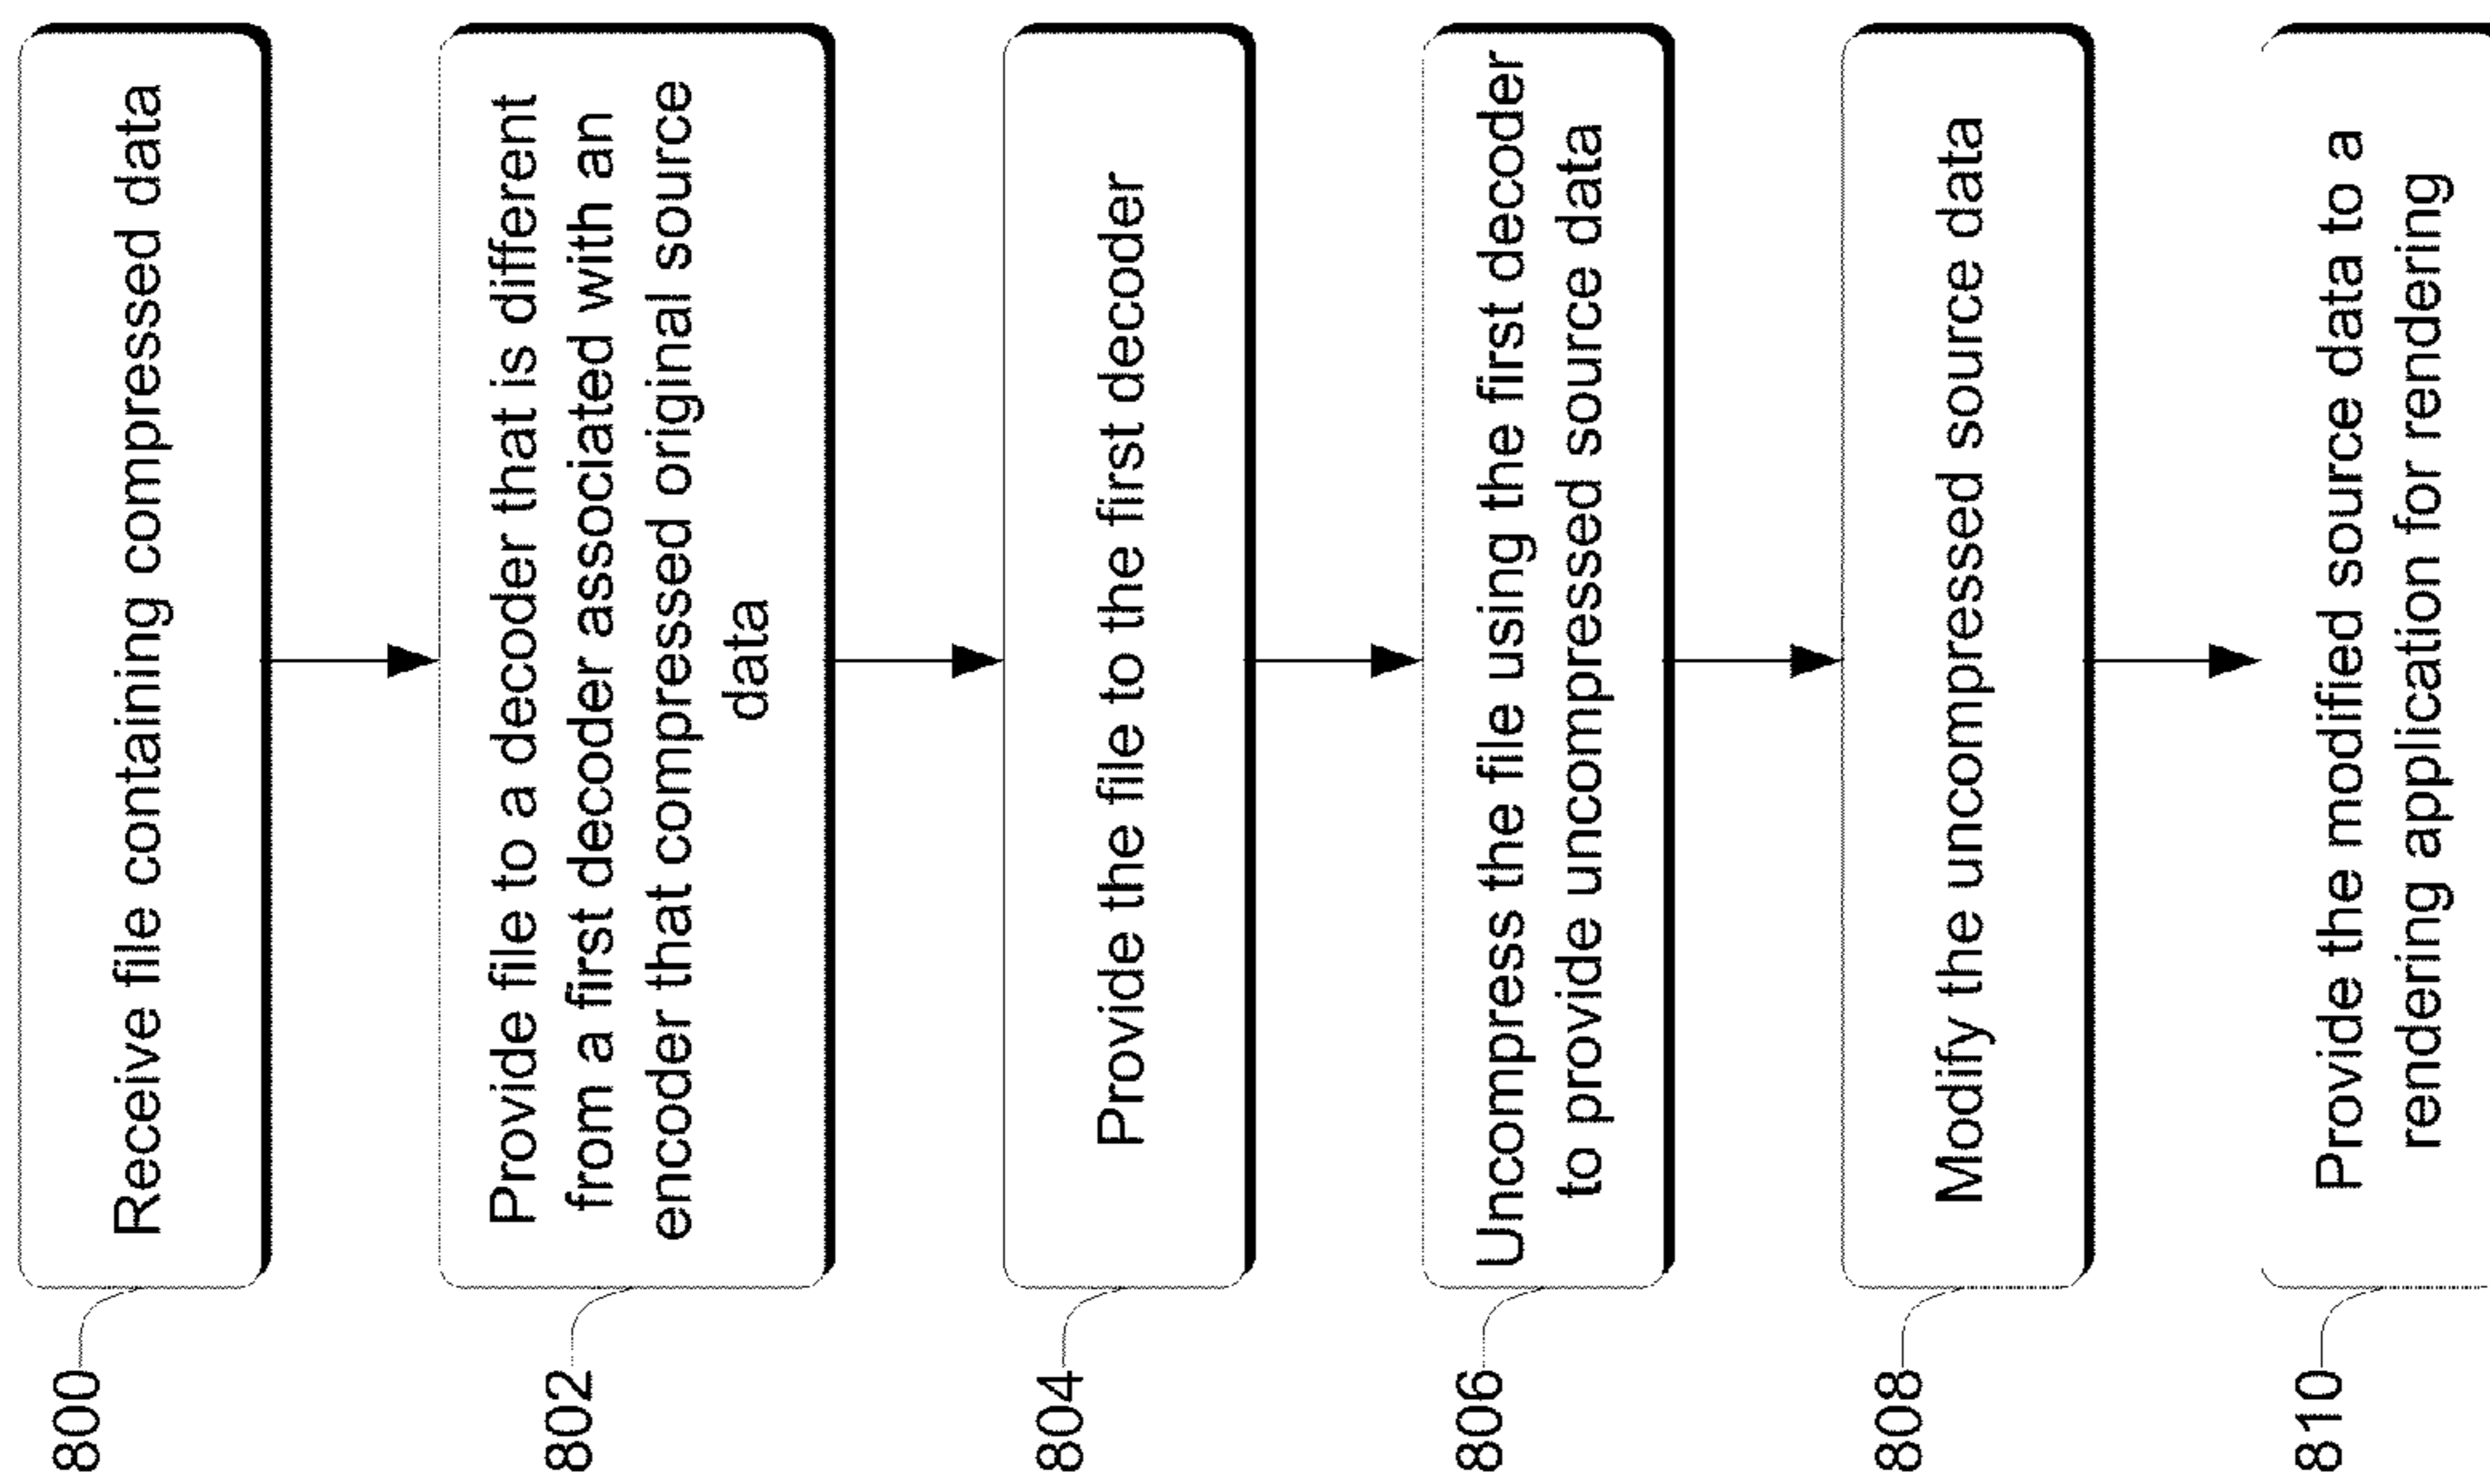 800
Receive file containing compressed data
802
Provide file to a decoder that is different
from a first decoder associated with an
encoder that compressed original source
data
804
Provide the file to the first decoder
806
Uncompress the file using the first decoder
to provide uncompressed source data
808
Modify the uncompressed source data
810
Provide the modified source data to a
rendering application for rendering